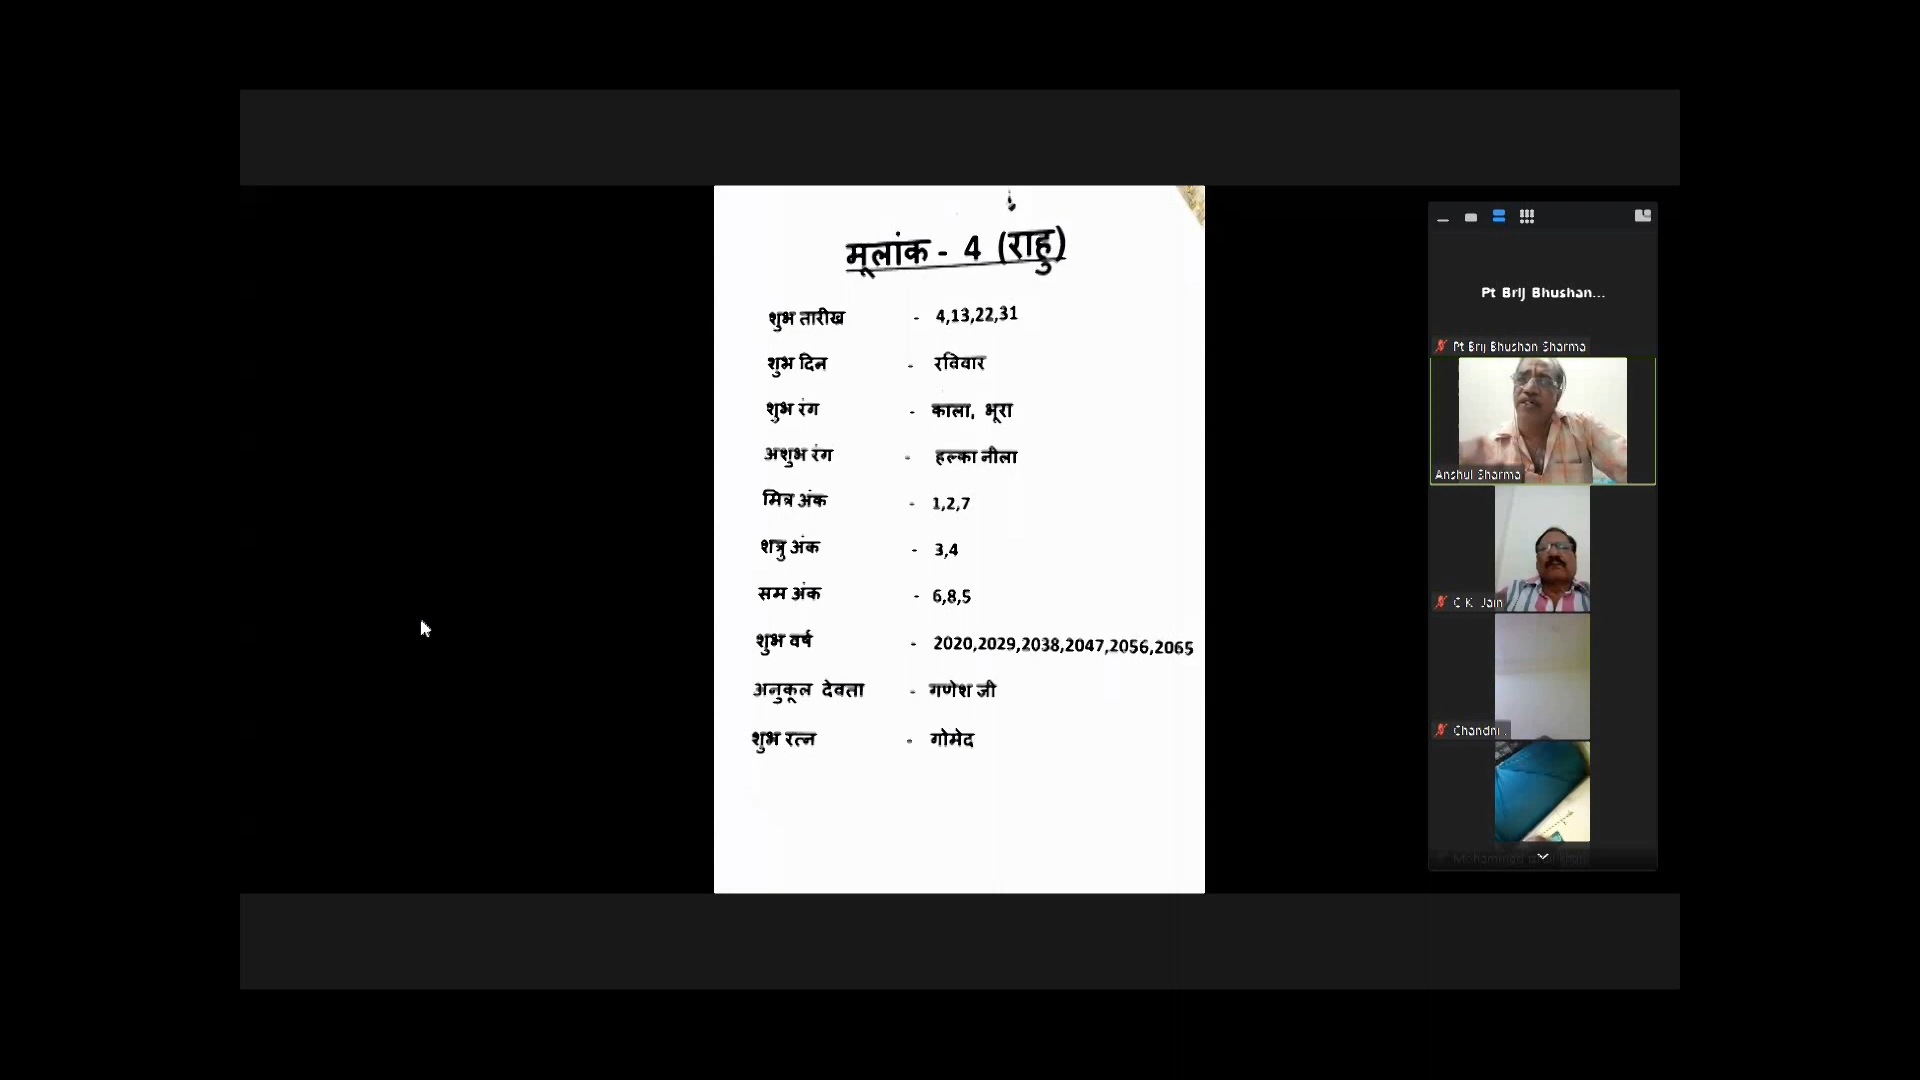 मूलांक - 4 (राहु)
शुभ तारीख - 4,13,22,31
शुभ दिन - रविवार
शुभ रंग - काला, भूरा
अशुभ रंग - हल्का नीला
मित्र अंक - 1,2,7
शत्रु अंक - 3,4
सम अंक - 6,8,5
शुभ वर्ष - 2020,2029,2038,2047,2056,2065
अनुकूल देवता - गणेश जी
शुभ रत्न - गोमेद
Pt Brij Bhushan...
Pt Brij Bhushan Sharma
Anshul Sharma
C K Jain
Chandni .
Mohammad